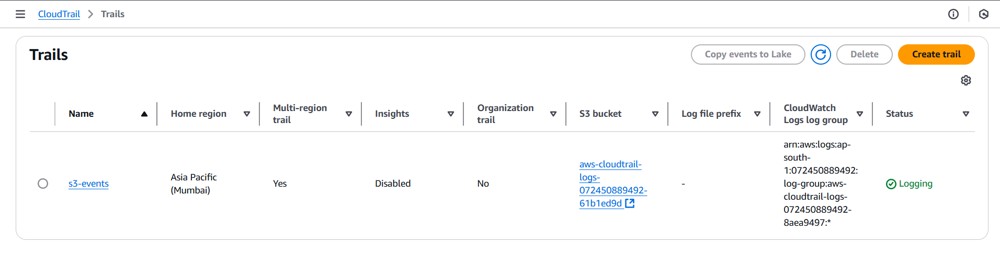 CloudTrail > Trails
Trails
Copy events to Lake
Delete
Create trail
Name
Home region
Multi-region
trail
Insights
Organization
trail
S3 bucket
Log file prefix
CloudWatch
Logs log group
Status
s3-events
Asia Pacific
(Mumbai)
Yes
Disabled
No
aws-cloudtrail-
logs-
072450889492-
61b1ed9d
-
arn:aws:logs:ap-
south-
1:072450889492:
log-group:aws-
cloudtrail-logs-
072450889492-
8aea9497:*
Logging